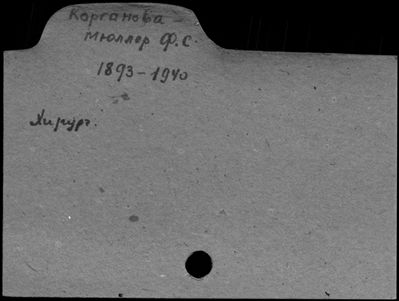 Корганова-
Мюллер Ф.С.
1893-1940
Хирург.